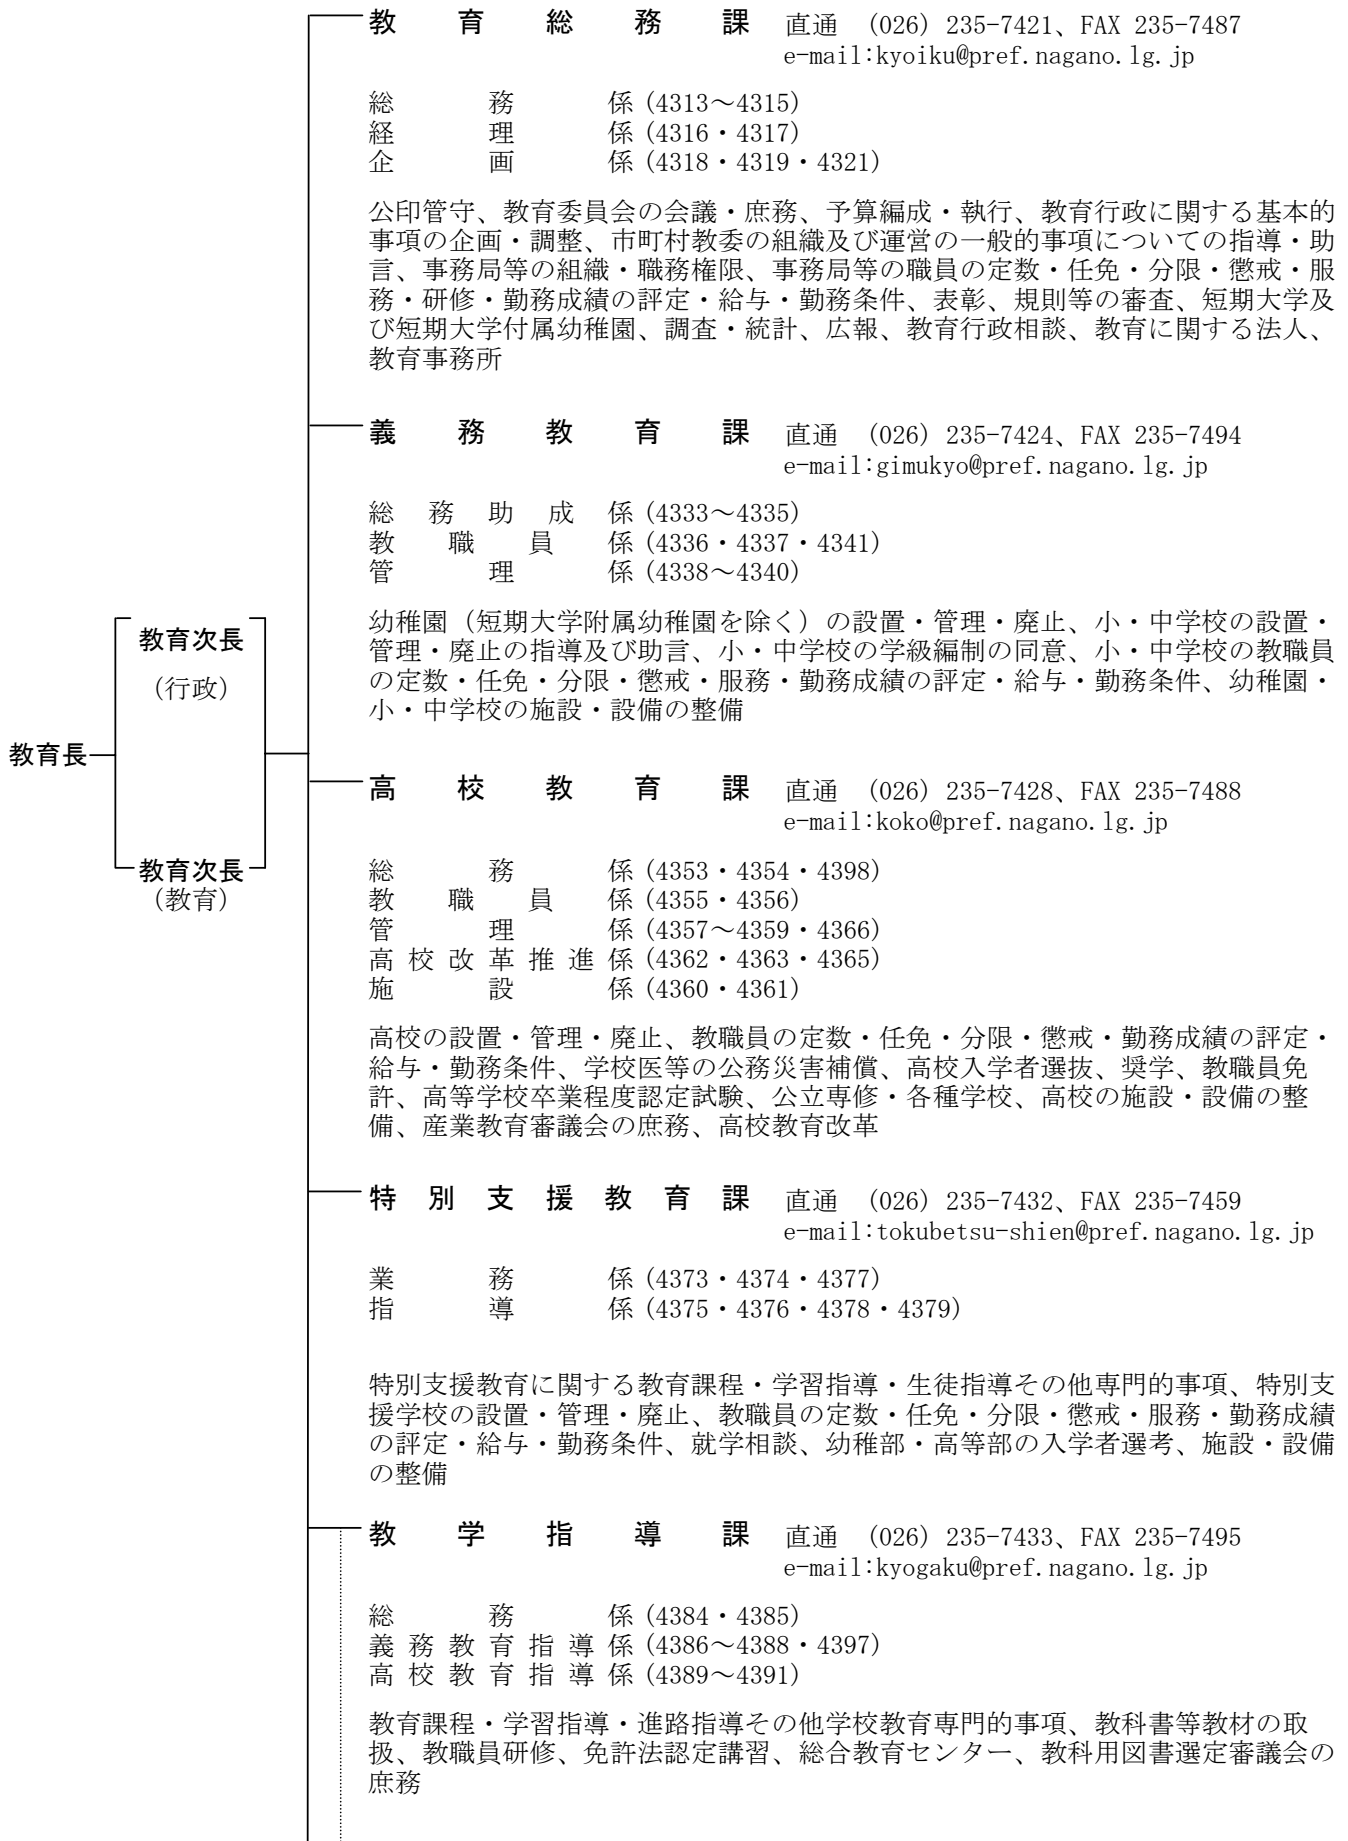 教育総務課 直通 (026) 235-7421、FAX 235-7487
e-mail:kyoiku@pref.nagano.lg.jp
総務係 (4313～4315)
経理係 (4316・4317)
企画係 (4318・4319・4321)
公印管守、教育委員会の会議・庶務、予算編成・執行、教育行政に関する基本的
事項の企画・調整、市町村教委の組織及び運営の一般的事項についての指導・助
言、事務局等の組織・職務権限、事務局等の職員の定数・任免・分限・懲戒・服
務・研修・勤務成績の評定・給与・勤務条件、表彰、規則等の審査、短期大学及
び短期大学付属幼稚園、調査・統計、広報、教育行政相談、教育に関する法人、
教育事務所
義務教育課 直通 (026) 235-7424、FAX 235-7494
e-mail:gimukyo@pref.nagano.lg.jp
総務助成係 (4333～4335)
教職員係 (4336・4337・4341)
管理係 (4338～4340)
幼稚園（短期大学附属幼稚園を除く）の設置・管理・廃止、小・中学校の設置・
管理・廃止の指導及び助言、小・中学校の学級編制の同意、小・中学校の教職員
の定数・任免・分限・懲戒・服務・勤務成績の評定・給与・勤務条件、幼稚園・
小・中学校の施設・設備の整備
教育次長
（行政）
教育長
教育次長
（教育）
高校教育課 直通 (026) 235-7428、FAX 235-7488
e-mail:koko@pref.nagano.lg.jp
総務係 (4353・4354・4398)
教職員係 (4355・4356)
管理係 (4357～4359・4366)
高校改革推進係 (4362・4363・4365)
施設係 (4360・4361)
高校の設置・管理・廃止、教職員の定数・任免・分限・懲戒・勤務成績の評定・
給与・勤務条件、学校医等の公務災害補償、高校入学者選抜、奨学、教職員免
許、高等学校卒業程度認定試験、公立専修・各種学校、高校の施設・設備の整
備、産業教育審議会の庶務、高校教育改革
特別支援教育課 直通 (026) 235-7432、FAX 235-7459
e-mail:tokubetsu-shien@pref.nagano.lg.jp
業務係 (4373・4374・4377)
指導係 (4375・4376・4378・4379)
特別支援教育に関する教育課程・学習指導・生徒指導その他専門的事項、特別支
援学校の設置・管理・廃止、教職員の定数・任免・分限・懲戒・服務・勤務成績
の評定・給与・勤務条件、就学相談、幼稚部・高等部の入学者選考、施設・設備
の整備
教学指導課 直通 (026) 235-7433、FAX 235-7495
e-mail:kyogaku@pref.nagano.lg.jp
総務係 (4384・4385)
義務教育指導係 (4386～4388・4397)
高校教育指導係 (4389～4391)
教育課程・学習指導・進路指導その他学校教育専門的事項、教科書等教材の取
扱、教職員研修、免許法認定講習、総合教育センター、教科用図書選定審議会の
庶務